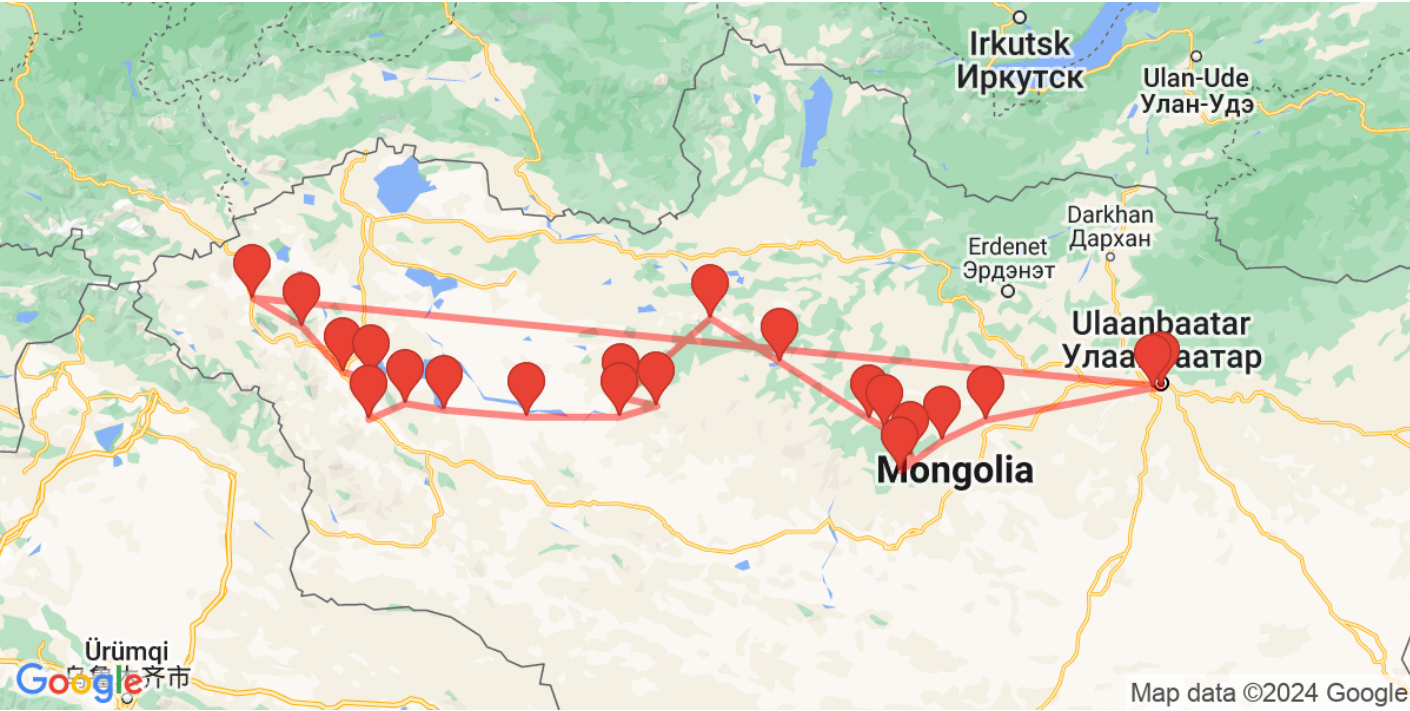 Irkutsk
Иркутск
Ulan-Ude
Улан-Удэ
Darkhan
Дархан
Erdenet
Эрдэнэт
Ulaanbaatar
Mongolia
Ürümqi
Google
Map data ©2024 Google